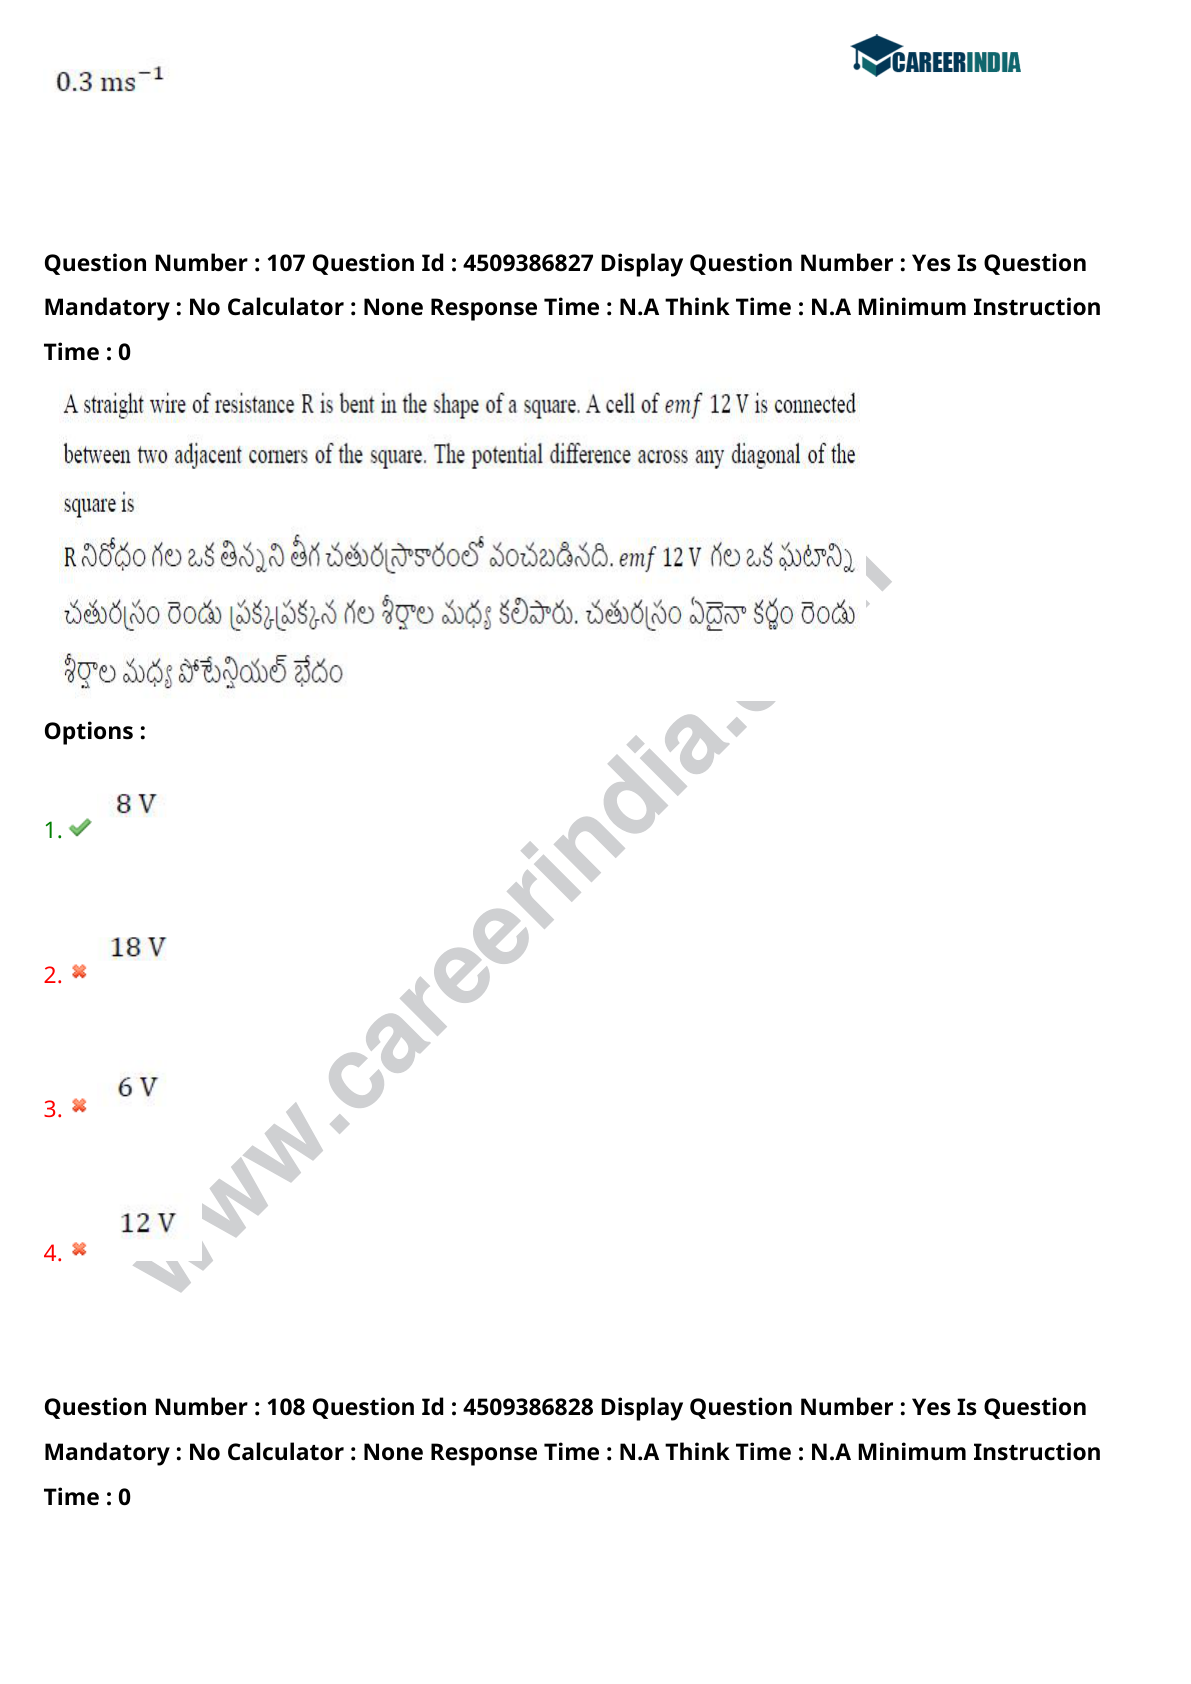 CAREERINDIA
0.3 ms⁻¹
Question Number : 107 Question Id : 4509386827 Display Question Number : Yes Is Question
Mandatory : No Calculator : None Response Time : N.A Think Time : N.A Minimum Instruction
Time : 0
A straight wire of resistance R is bent in the shape of a square. A cell of emf 12 V is connected
between two adjacent corners of the square. The potential difference across any diagonal of the
square is
R నిరోధం గల ఒక తిన్నని తీగ చతురస్రాకారంలో వంచబడినది. emf 12 V గల ఒక ఘటాన్ని
చతురస్రం రెండు ప్రక్కప్రక్కన గల శీర్షాల మధ్య కలిపారు. చతురస్రం ఏదైనా కర్ణం రెండు
శీర్షాల మధ్య పోటెన్షియల్ భేదం
Options :
8 V
1.
18 V
2.
6 V
3.
12 V
4.
www.careerindia.c
Question Number : 108 Question Id : 4509386828 Display Question Number : Yes Is Question
Mandatory : No Calculator : None Response Time : N.A Think Time : N.A Minimum Instruction
Time : 0